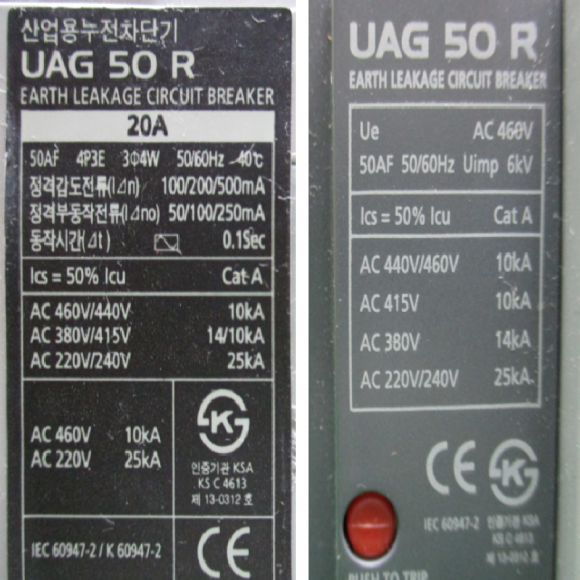 산업용누전차단기
UAG 50 R
EARTH LEAKAGE CIRCUIT BREAKER
20A
50AF 4P3E 3Φ4W 50/60Hz 40℃
정격감도전류(I⊿n) 100/200/500mA
정격부동작전류(I⊿no) 50/100/250mA
동작시간(⊿t) 0.1Sec
Ics = 50% Icu Cat A
AC 460V/440V 10kA
AC 380V/415V 14/10kA
AC 220V/240V 25kA
AC 460V 10kA
AC 220V 25kA
K
인증기관 KSA
KS C 4613
제 13-0312 호
IEC 60947-2 / K 60947-2
CE
UAG 50 R
EARTH LEAKAGE CIRCUIT BREAKER
Ue AC 460V
50AF 50/60Hz Uimp 6kV
Ics = 50% Icu Cat A
AC 440V/460V 10kA
AC 415V 10kA
AC 380V 14kA
AC 220V/240V 25kA
CE K
IEC 60947-2
인증기관 KSA
KS C 4613
제 13-0312 호
PUSH TO TRIP